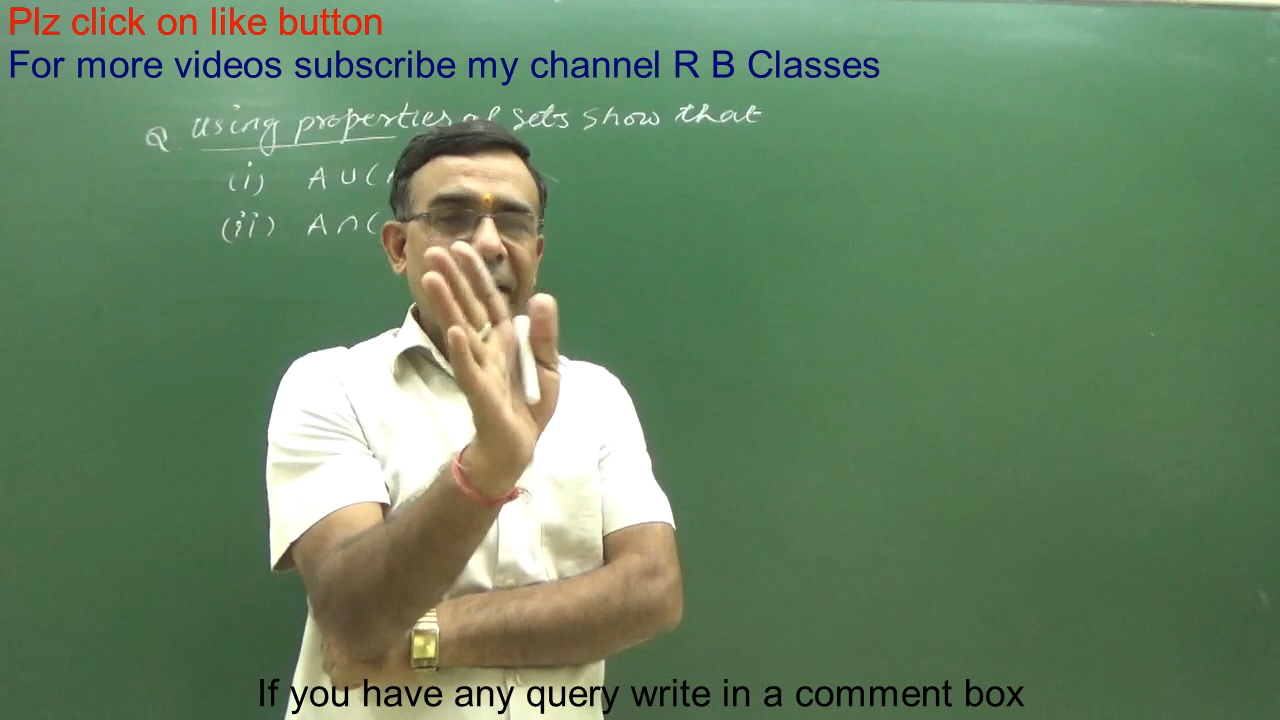 Plz click on like button
For more videos subscribe my channel R B Classes
Q using properties of sets show that
(i) A ∪ (
(ii) A ∩ (
If you have any query write in a comment box